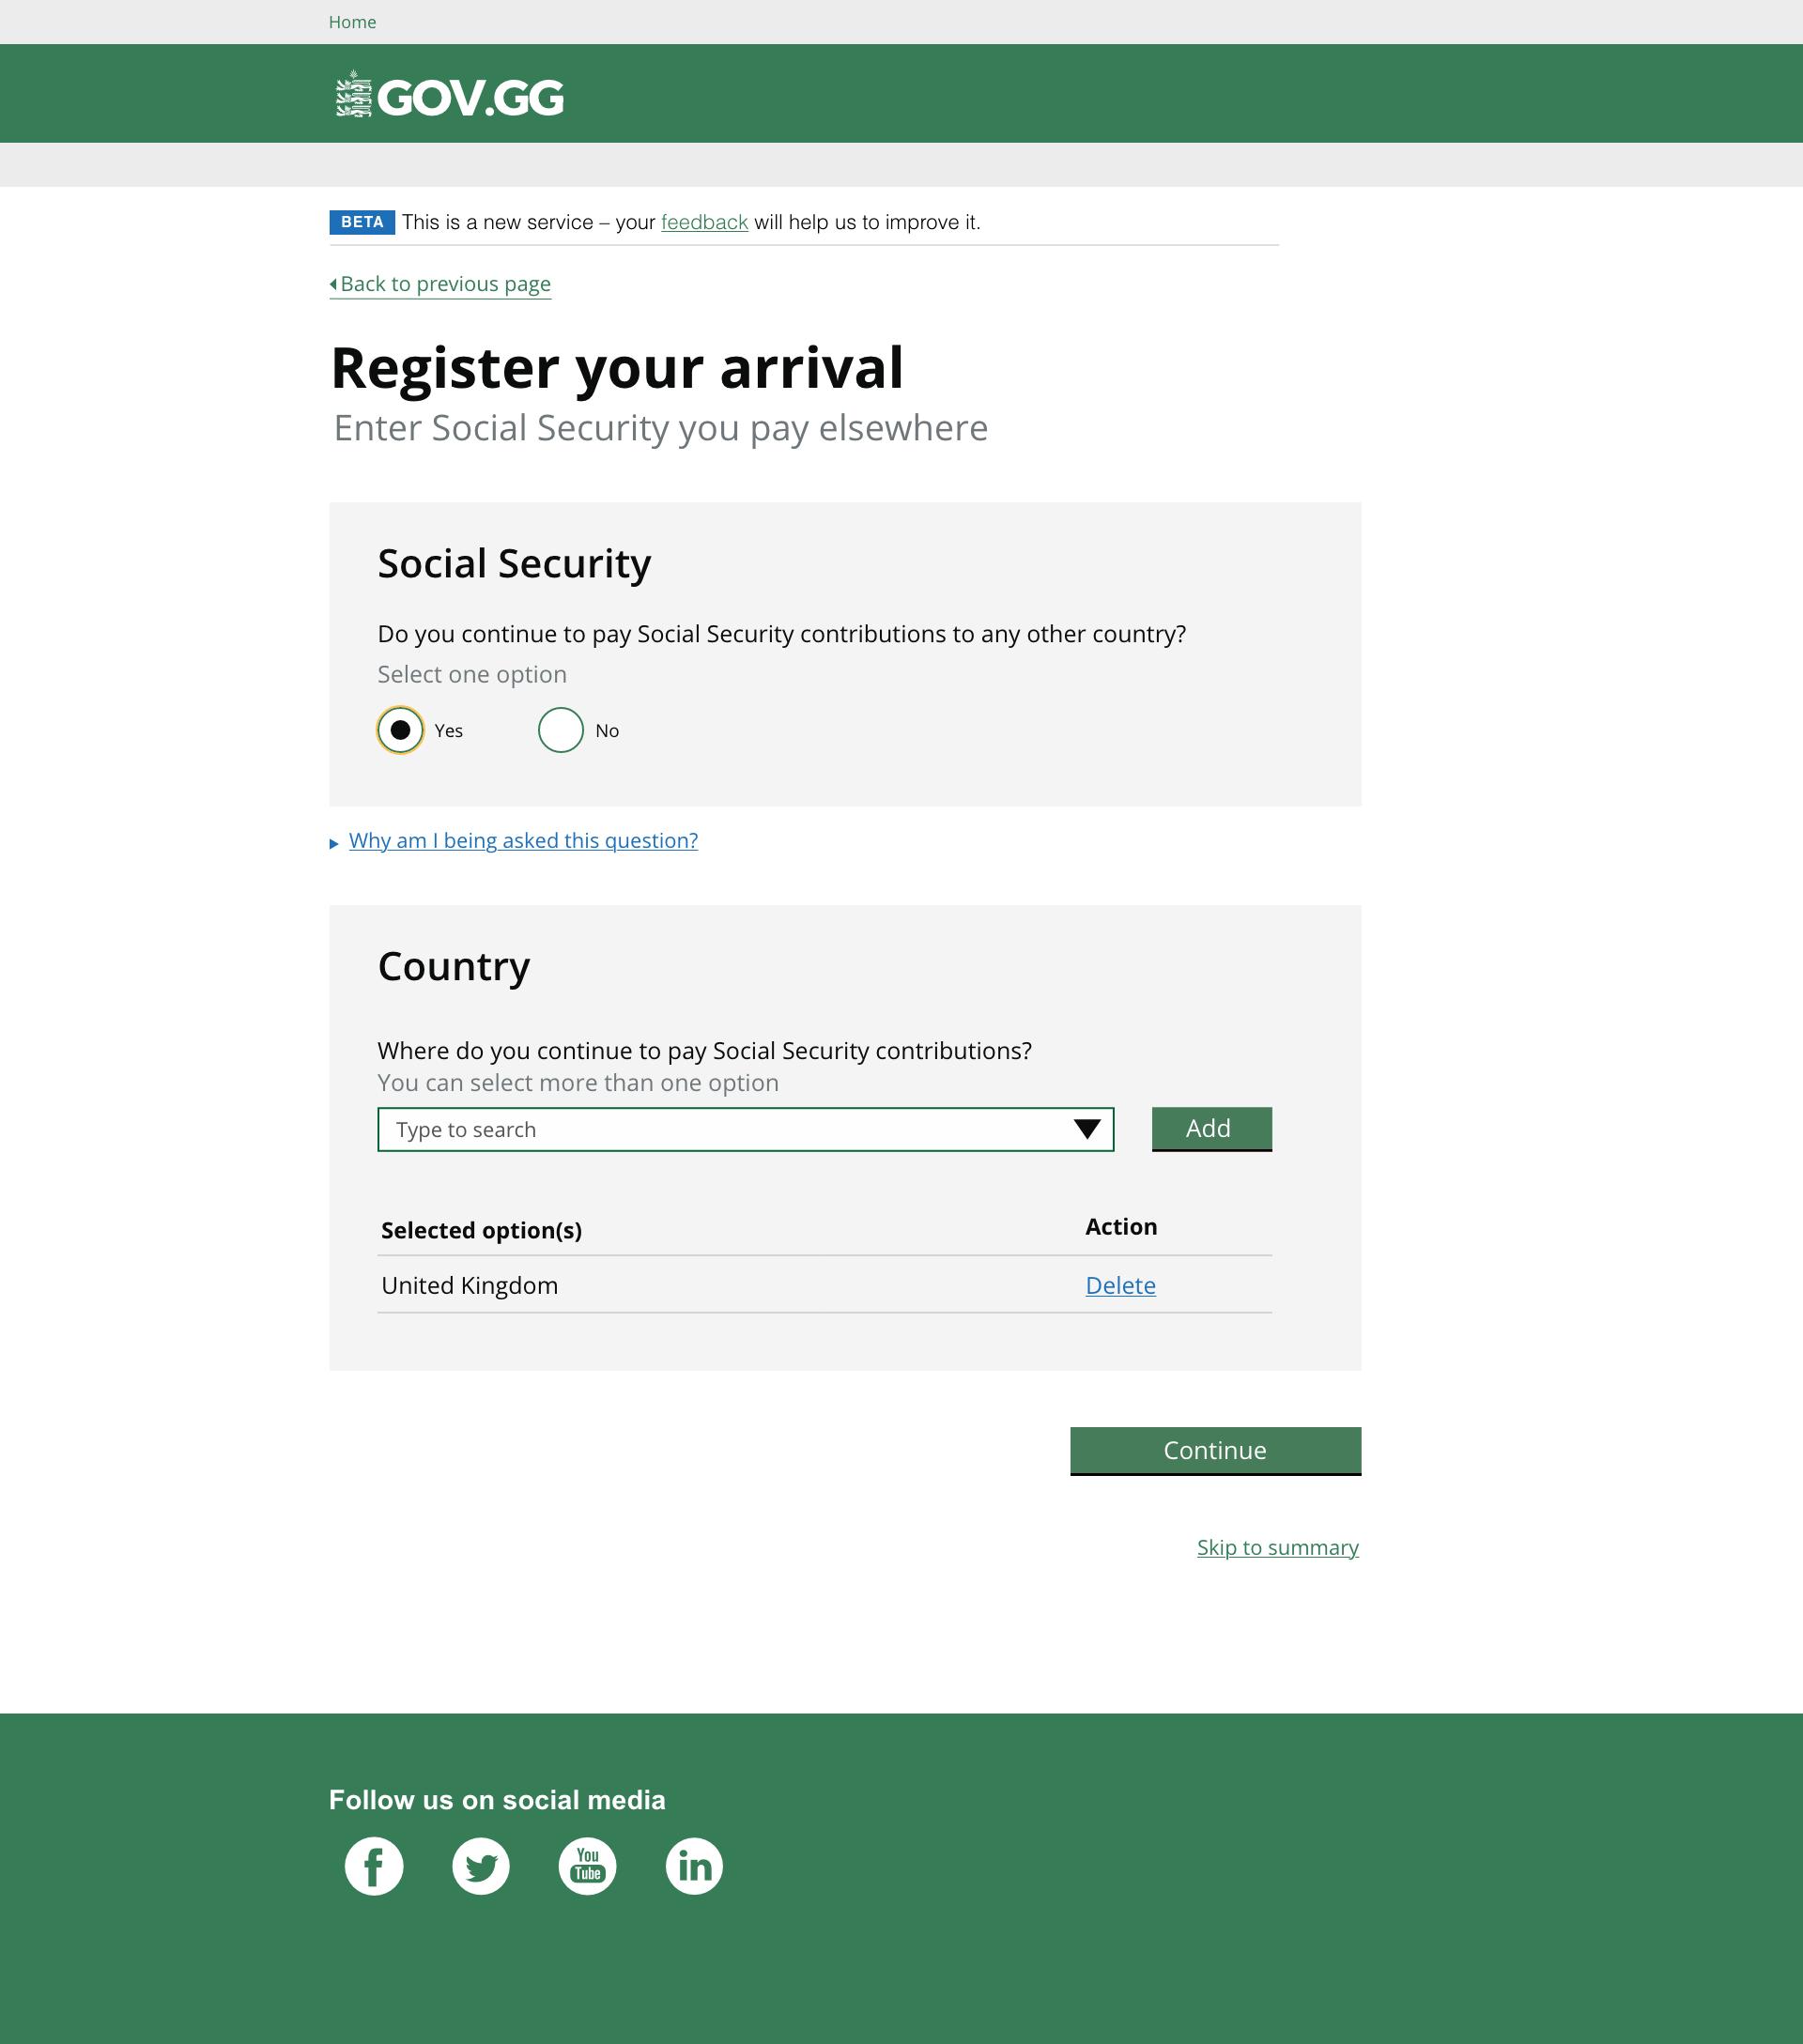 Home
GOV.GG
BETA This is a new service – your feedback will help us to improve it.
Back to previous page
Register your arrival
Enter Social Security you pay elsewhere
Social Security
Do you continue to pay Social Security contributions to any other country?
Select one option
Yes No
Why am I being asked this question?
Country
Where do you continue to pay Social Security contributions?
You can select more than one option
Type to search Add
Selected option(s) Action
United Kingdom Delete
Continue
Skip to summary
Follow us on social media
You
Tube
in